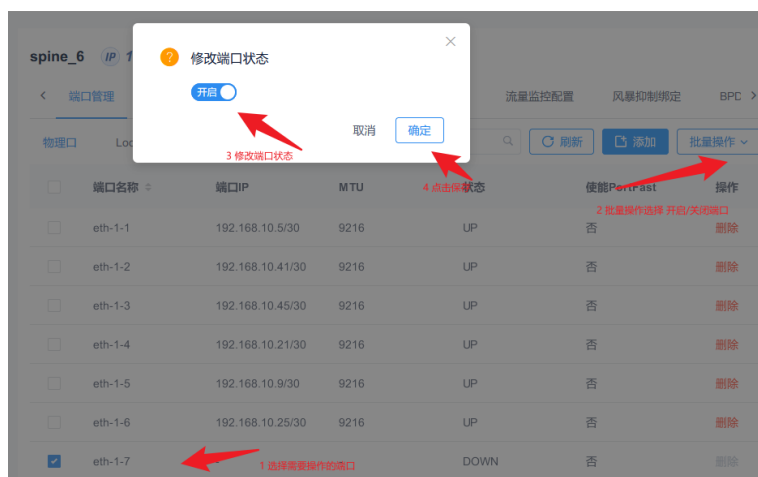 spine_6 IP
修改端口状态
端口管理
开启
流量监控配置 风暴抑制绑定
取消 确定
物理口
刷新 添加 批量操作
3 修改端口状态
4 点击保
端口名称 端口IP MTU 状态 使能PortFast 操作
2 批量操作选择 开启/关闭端口
eth-1-1 192.168.10.5/30 9216 UP 否 删除
eth-1-2 192.168.10.41/30 9216 UP 否 删除
eth-1-3 192.168.10.45/30 9216 UP 否 删除
eth-1-4 192.168.10.21/30 9216 UP 否 删除
eth-1-5 192.168.10.9/30 9216 UP 否 删除
eth-1-6 192.168.10.25/30 9216 UP 否 删除
eth-1-7 DOWN 否 删除
1 选择需要操作的端口